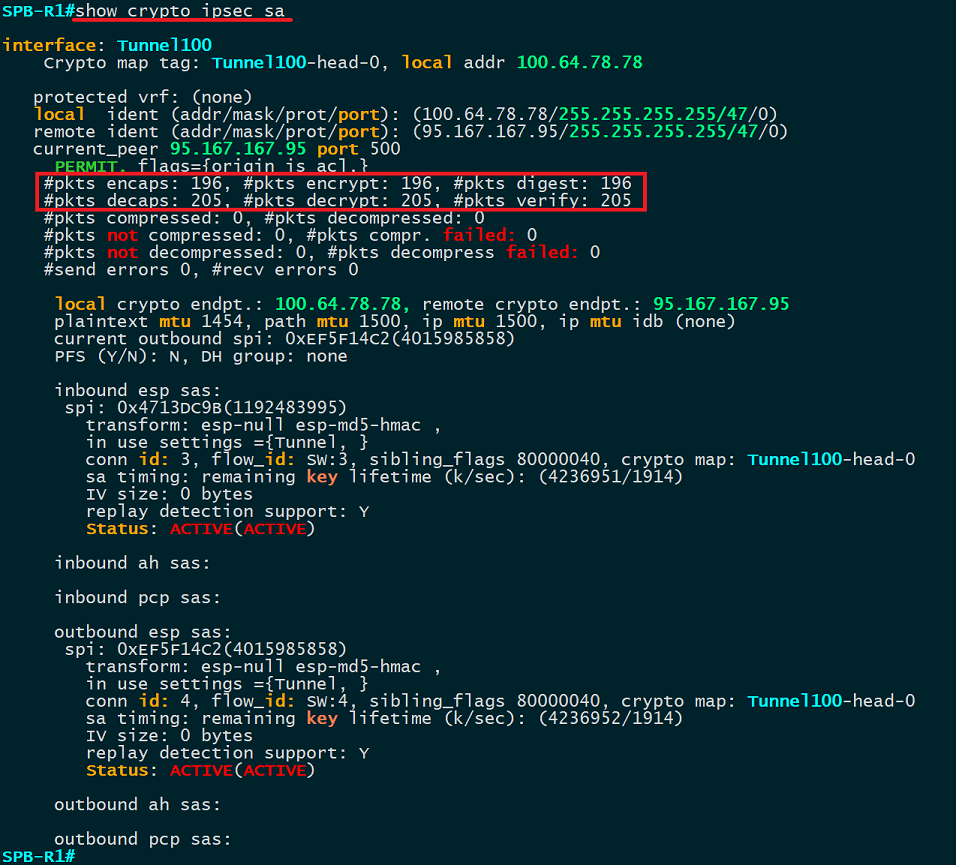 SPB-R1#show crypto ipsec sa
interface: Tunnel100
Crypto map tag: Tunnel100-head-0, local addr 100.64.78.78
protected vrf: (none)
local  ident (addr/mask/prot/port): (100.64.78.78/255.255.255.255/47/0)
remote ident (addr/mask/prot/port): (95.167.167.95/255.255.255.255/47/0)
current_peer 95.167.167.95 port 500
PERMIT, flags={origin_is_acl,}
#pkts encaps: 196, #pkts encrypt: 196, #pkts digest: 196
#pkts decaps: 205, #pkts decrypt: 205, #pkts verify: 205
#pkts compressed: 0, #pkts decompressed: 0
#pkts not compressed: 0, #pkts compr. failed: 0
#pkts not decompressed: 0, #pkts decompress failed: 0
#send errors 0, #recv errors 0
local crypto endpt.: 100.64.78.78, remote crypto endpt.: 95.167.167.95
plaintext mtu 1454, path mtu 1500, ip mtu 1500, ip mtu idb (none)
current outbound spi: 0xEF5F14C2(4015985858)
PFS (Y/N): N, DH group: none
inbound esp sas:
spi: 0x4713DC9B(1192483995)
transform: esp-null esp-md5-hmac ,
in use settings ={Tunnel, }
conn id: 3, flow_id: SW:3, sibling_flags 80000040, crypto map: Tunnel100-head-0
sa timing: remaining key lifetime (k/sec): (4236951/1914)
IV size: 0 bytes
replay detection support: Y
Status: ACTIVE(ACTIVE)
inbound ah sas:
inbound pcp sas:
outbound esp sas:
spi: 0xEF5F14C2(4015985858)
transform: esp-null esp-md5-hmac ,
in use settings ={Tunnel, }
conn id: 4, flow_id: SW:4, sibling_flags 80000040, crypto map: Tunnel100-head-0
sa timing: remaining key lifetime (k/sec): (4236952/1914)
IV size: 0 bytes
replay detection support: Y
Status: ACTIVE(ACTIVE)
outbound ah sas:
outbound pcp sas:
SPB-R1#